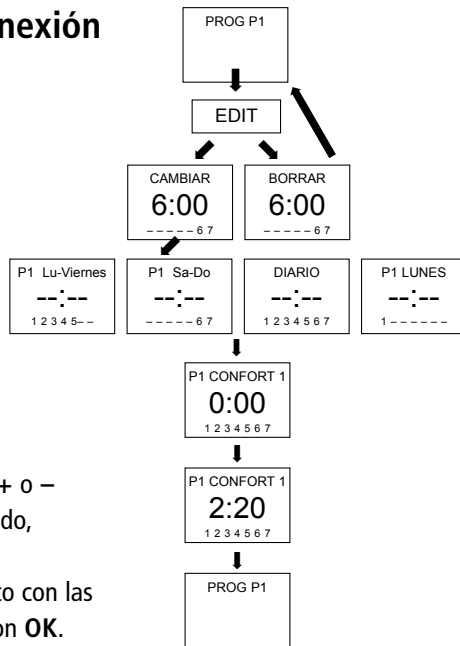 nexión
PROG P1
EDIT
CAMBIAR
6:00
– – – – – 6 7
BORRAR
6:00
– – – – – 6 7
P1 Lu-Viernes
--:--
1 2 3 4 5 – –
P1 Sa-Do
--:--
– – – – – 6 7
DIARIO
--:--
1 2 3 4 5 6 7
P1 LUNES
--:--
1 – – – – – –
P1 CONFORT 1
0:00
1 2 3 4 5 6 7
P1 CONFORT 1
2:20
1 2 3 4 5 6 7
PROG P1
+ o –
do,
to con las
on OK.